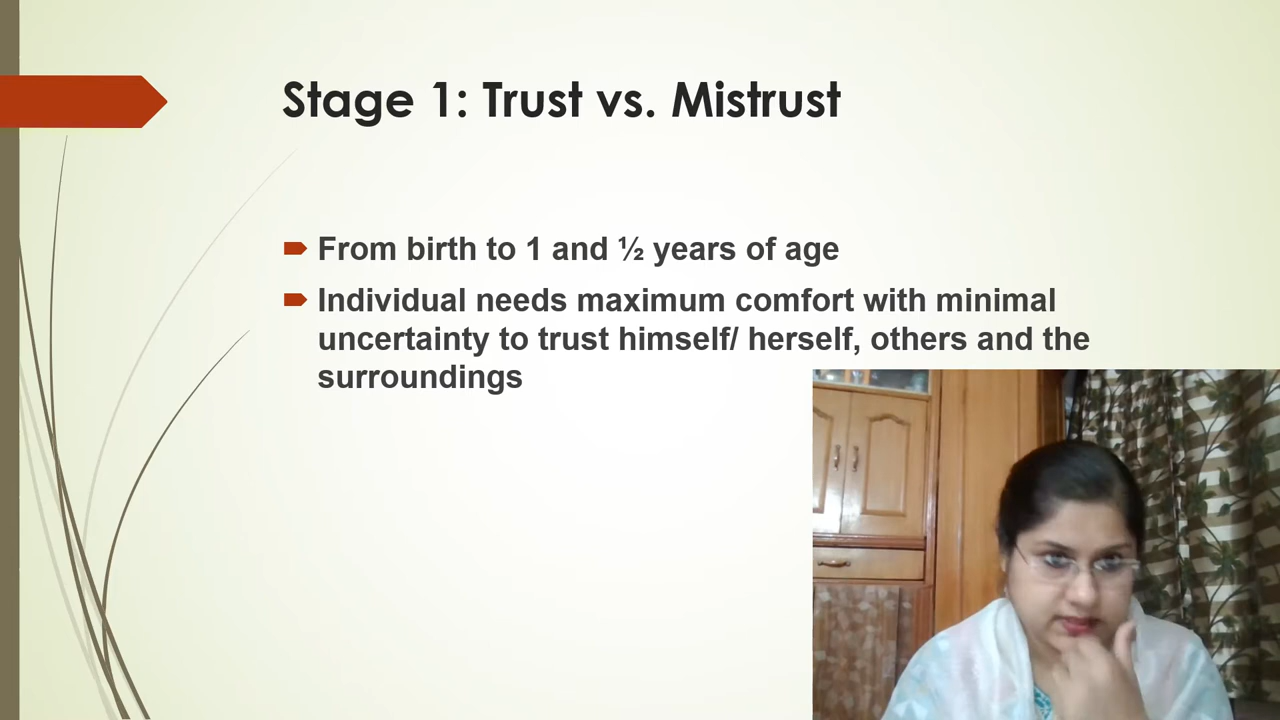 Stage 1: Trust vs. Mistrust
From birth to 1 and ½ years of age
Individual needs maximum comfort with minimal
uncertainty to trust himself/ herself, others and the
surroundings